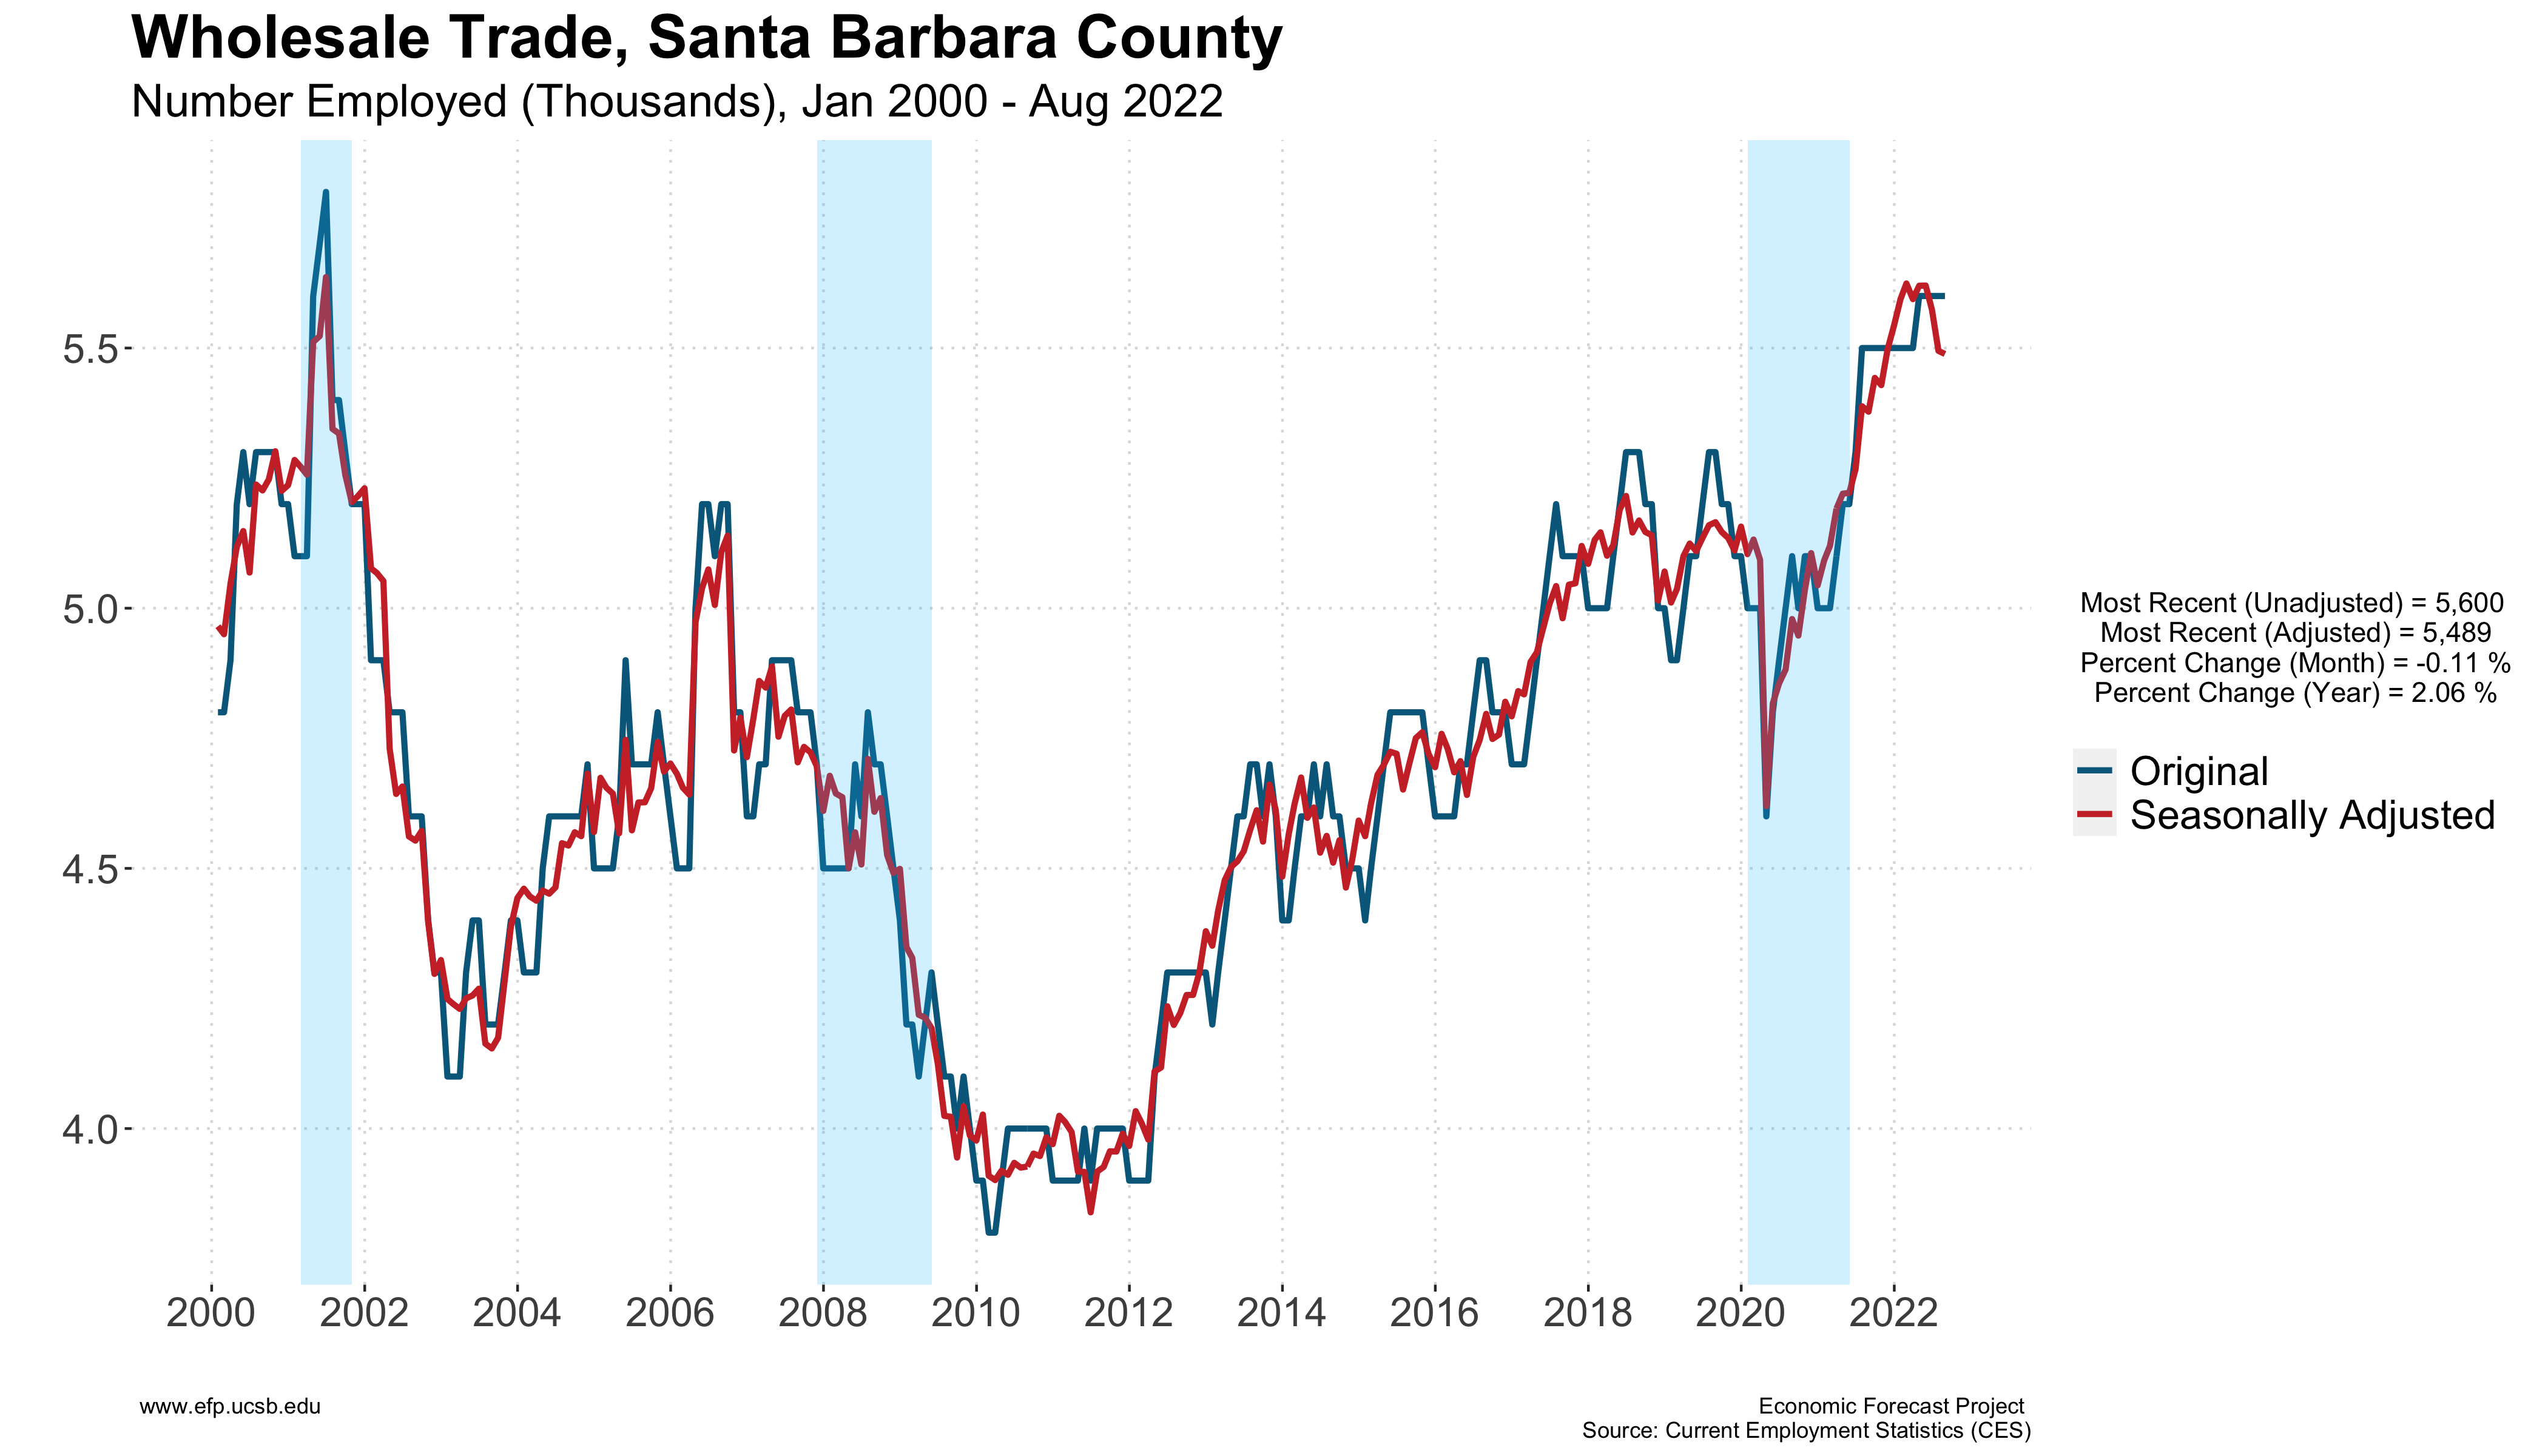 Wholesale Trade, Santa Barbara County
Number Employed (Thousands), Jan 2000 - Aug 2022
5.5
5.0
4.5
4.0
2000 2002 2004 2006 2008 2010 2012 2014 2016 2018 2020 2022
Most Recent (Unadjusted) = 5,600
Most Recent (Adjusted) = 5,489
Percent Change (Month) = -0.11 %
Percent Change (Year) = 2.06 %
Original
Seasonally Adjusted
www.efp.ucsb.edu
Economic Forecast Project
Source: Current Employment Statistics (CES)